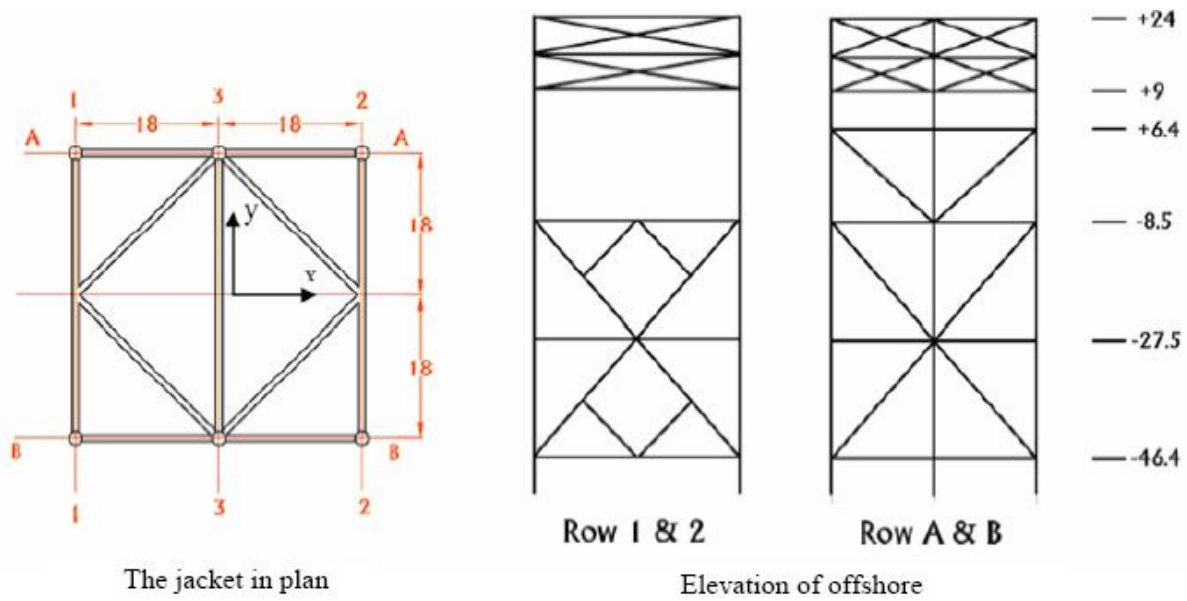 1 3 2
18 18
A A
y
18
x
18
B B
1 3 2
The jacket in plan
+24
+9
+6.4
-8.5
-27.5
-46.4
Row 1 & 2
Row A & B
Elevation of offshore